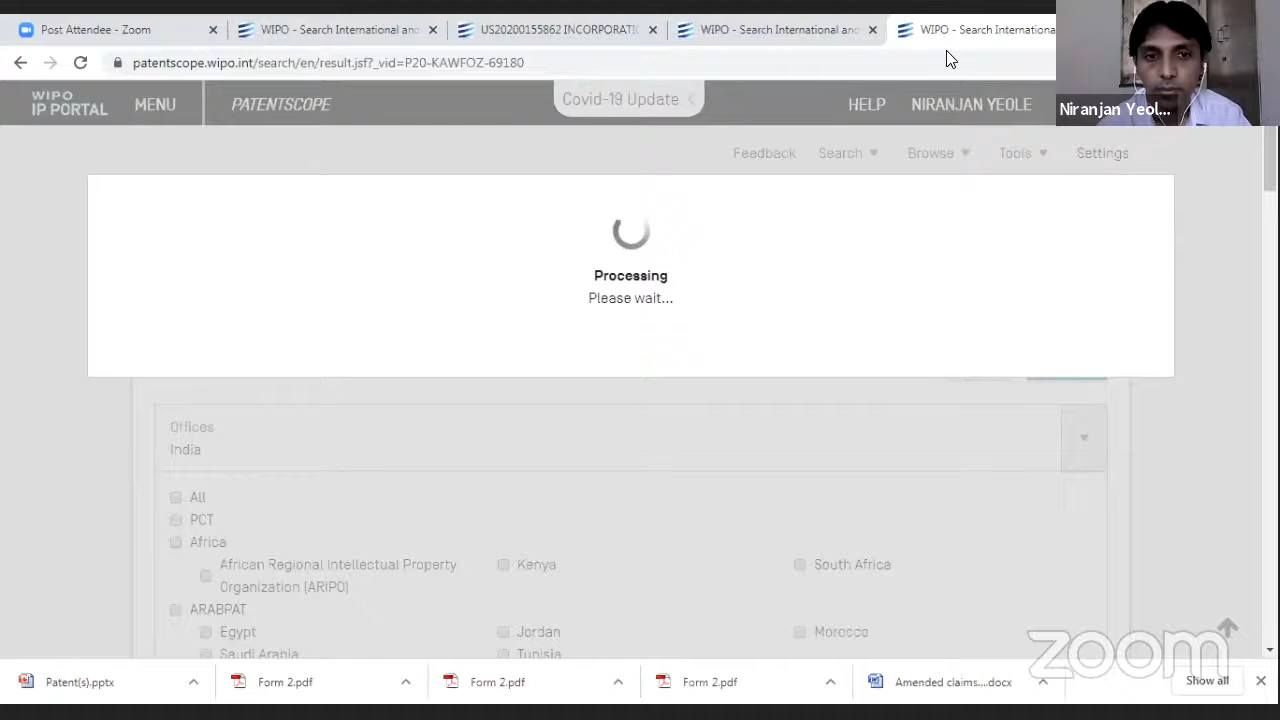 Post Attendee - Zoom
WIPO - Search International and
US20200155862 INCORPORATI
WIPO - Search International and
WIPO - Search Internationa
patentscope.wipo.int/search/en/result.jsf?_vid=P20-KAWFOZ-69180
WIPO
IP PORTAL
MENU
PATENTSCOPE
Covid-19 Update
HELP
NIRANJAN YEOLE
Niranjan Yeol...
Feedback
Search
Browse
Tools
Settings
Processing
Please wait...
Offices
India
All
PCT
Africa
African Regional Intellectual Property
Organization (ARIPO)
Kenya
South Africa
ARABPAT
Egypt
Jordan
Morocco
Saudi Arabia
Tunisia
zoom
Patent(s).pptx
Form 2.pdf
Form 2.pdf
Form 2.pdf
Amended claims....docx
Show all